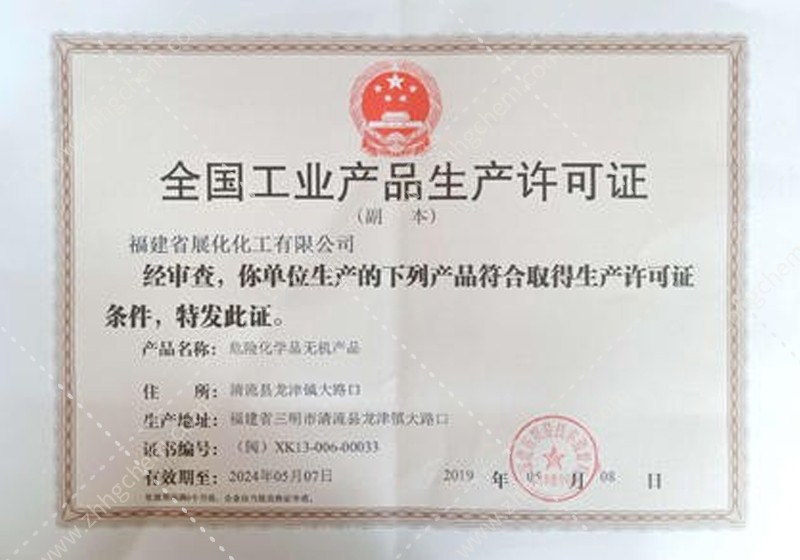 全国工业产品生产许可证
（副 本）
福建省展化化工有限公司
经审查，你单位生产的下列产品符合取得生产许可证
条件，特发此证。
产品名称：危险化学品无机产品
住 所：清流县龙津镇大路口
生产地址：福建省三明市清流县龙津镇大路口
证书编号：（闽）XK13-006-00033
有效期至：2024年05月07日
2019 年 05 月 08 日
www.zhhgchem.com